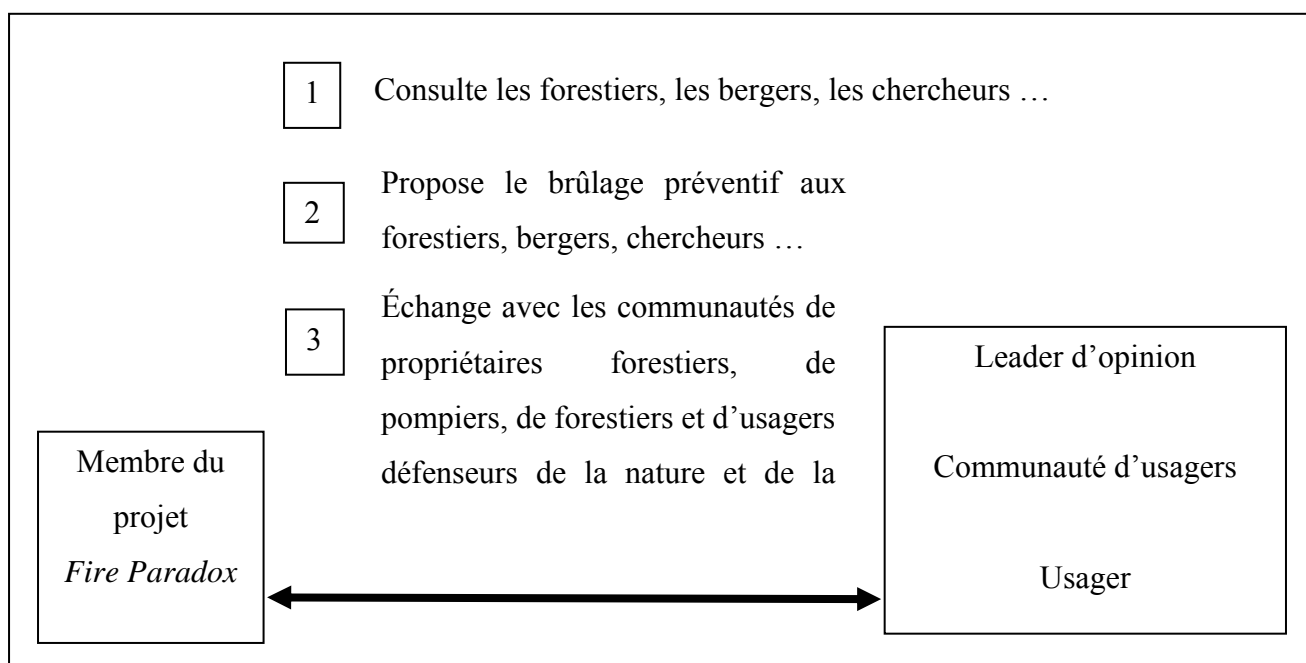 1
Consulte les forestiers, les bergers, les chercheurs …
2
Propose le brûlage préventif aux
forestiers, bergers, chercheurs …
3
Échange avec les communautés de
propriétaires forestiers, de
pompiers, de forestiers et d’usagers
défenseurs de la nature et de la
Membre du
projet
Fire Paradox
Leader d’opinion
Communauté d’usagers
Usager